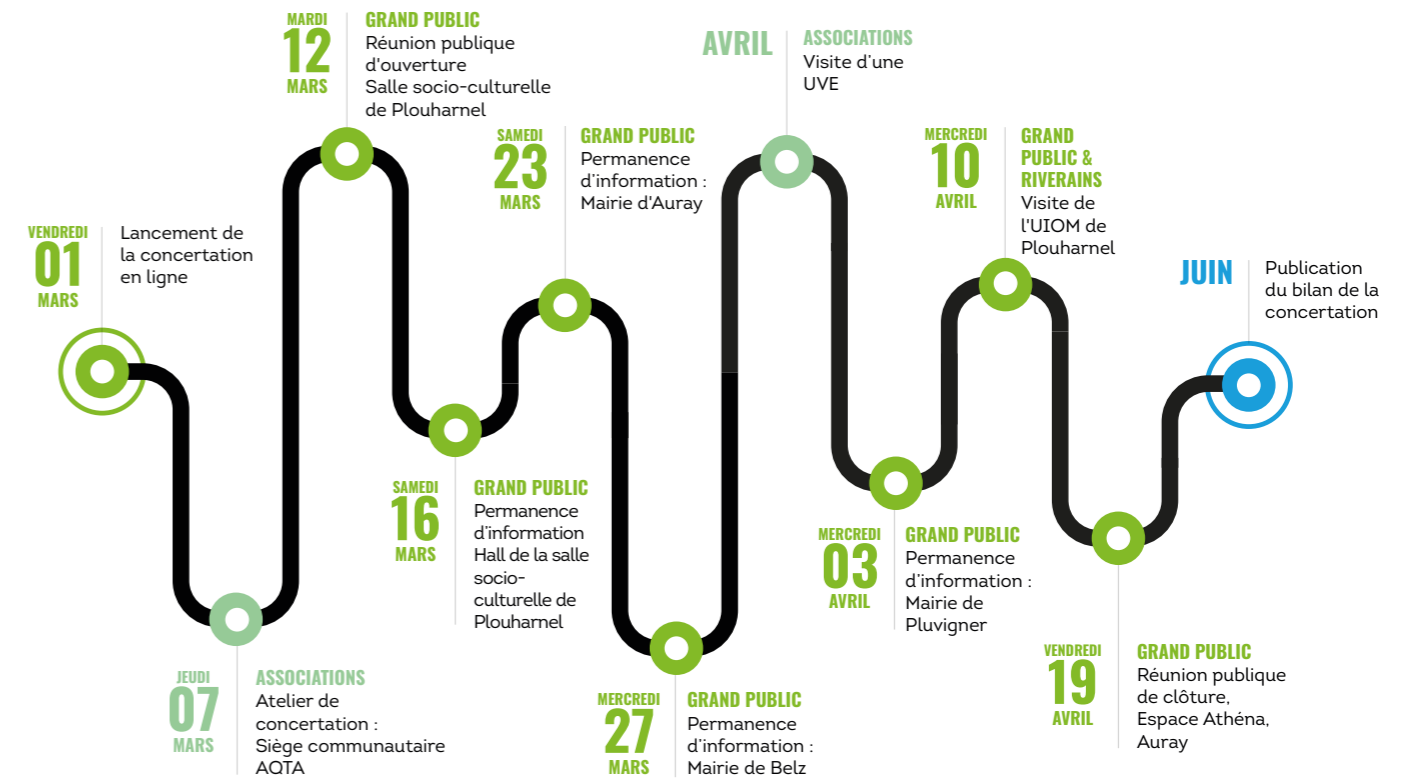 VENDREDI
01
MARS
Lancement de
la concertation
en ligne
JEUDI
07
MARS
ASSOCIATIONS
Atelier de
concertation :
Siège communautaire
AQTA
MARDI
12
MARS
GRAND PUBLIC
Réunion publique
d'ouverture
Salle socio-culturelle
de Plouharnel
SAMEDI
16
MARS
GRAND PUBLIC
Permanence
d'information
Hall de la salle
socio-
culturelle de
Plouharnel
SAMEDI
23
MARS
GRAND PUBLIC
Permanence
d'information :
Mairie d'Auray
MERCREDI
27
MARS
GRAND PUBLIC
Permanence
d'information :
Mairie de Belz
AVRIL
ASSOCIATIONS
Visite d'une
UVE
MERCREDI
03
AVRIL
GRAND PUBLIC
Permanence
d'information :
Mairie de
Pluvigner
MERCREDI
10
AVRIL
GRAND
PUBLIC &
RIVERAINS
Visite de
l'UIOM de
Plouharnel
VENDREDI
19
AVRIL
GRAND PUBLIC
Réunion publique
de clôture,
Espace Athéna,
Auray
JUIN
Publication
du bilan de la
concertation